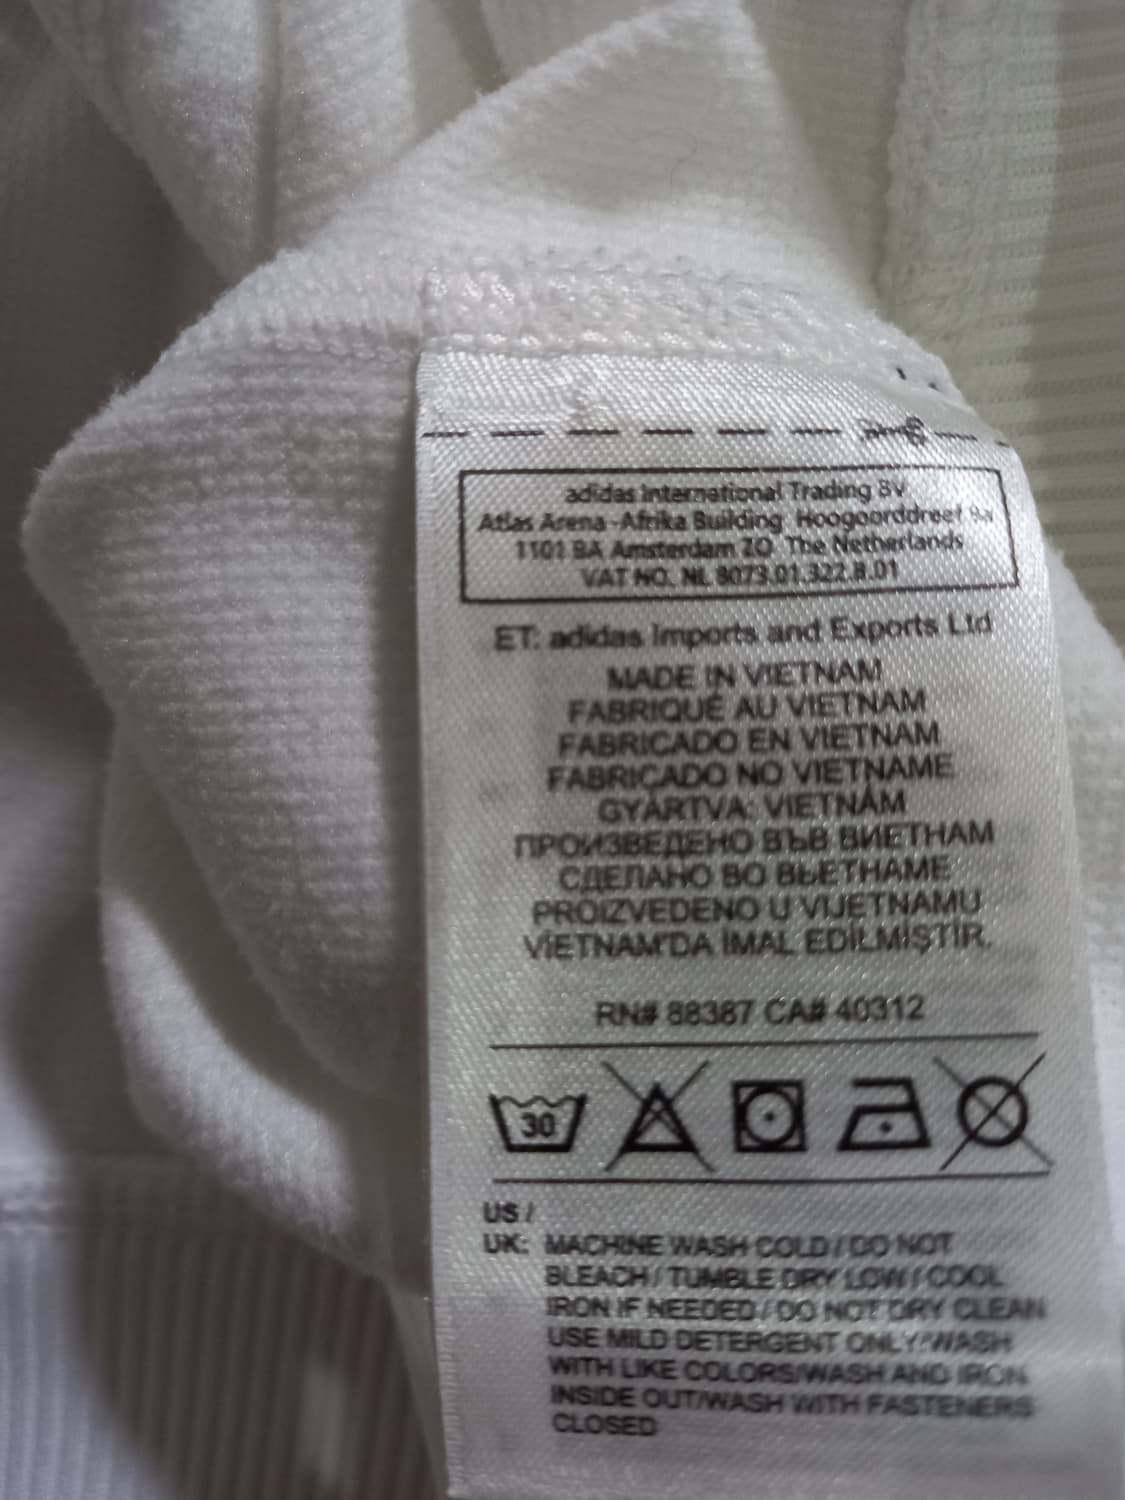 adidas International Trading BV
Atlas Arena-Afrika Building Hoogoorddreef 9a
1101 BA Amsterdam ZO The Netherlands
VAT NO. NL 8073.01.322.B.01
ET: adidas Imports and Exports Ltd
MADE IN VIETNAM
FABRIQUÉ AU VIETNAM
FABRICADO EN VIETNAM
FABRICADO NO VIETNAME
GYÁRTVA: VIETNÁM
ПРОИЗВЕДЕНО ВЪВ ВИЕТНАМ
СДЕЛАНО ВО ВЬЕТНАМЕ
PROIZVEDENO U VIJETNAMU
VİETNAM'DA İMAL EDİLMİŞTİR.
RN# 88387 CA# 40312
30
US /
UK: MACHINE WASH COLD / DO NOT
BLEACH / TUMBLE DRY LOW / COOL
IRON IF NEEDED / DO NOT DRY CLEAN
USE MILD DETERGENT ONLY/WASH
WITH LIKE COLORS/WASH AND IRON
INSIDE OUT/WASH WITH FASTENERS
CLOSED